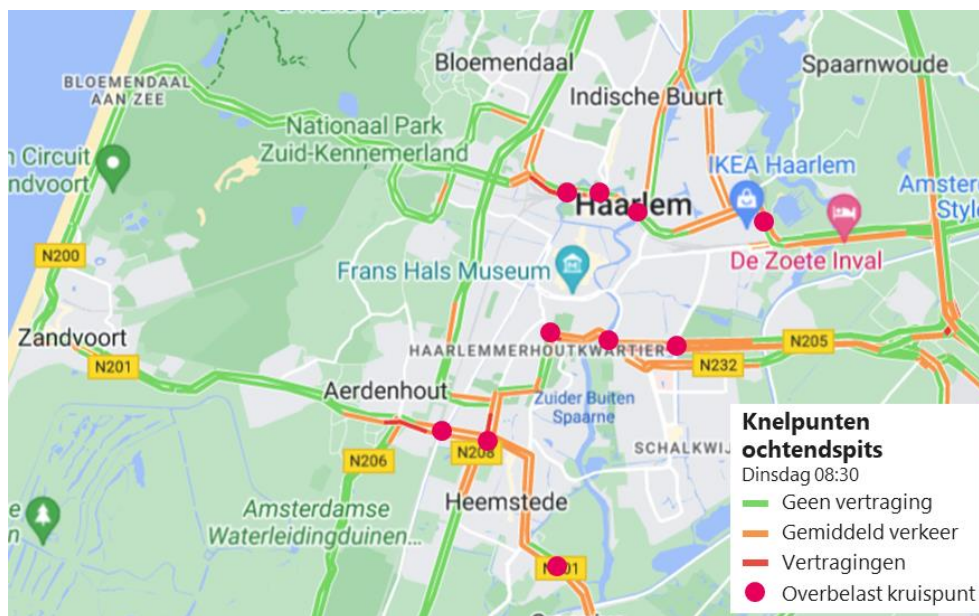 Bloemendaal
Spaarnwoude
BLOEMENDAAL
AAN ZEE
Indische Buurt
Nationaal Park
Zuid-Kennemerland
Circuit
IKEA Haarlem
Haarlem
Style
N200
De Zoete Inval
Frans Hals Museum
Zandvoort
N201
HAARLEMMERHOUTKWARTIER
N205
N232
Aerdenhout
Zuider Buiten
Spaarne
N208
N206
SCHALKWIJ
Heemstede
Amsterdamse
Waterleidingduinen...
Knelpunten
ochtendspits
Dinsdag 08:30
Geen vertraging
Gemiddeld verkeer
Vertragingen
Overbelast kruispunt